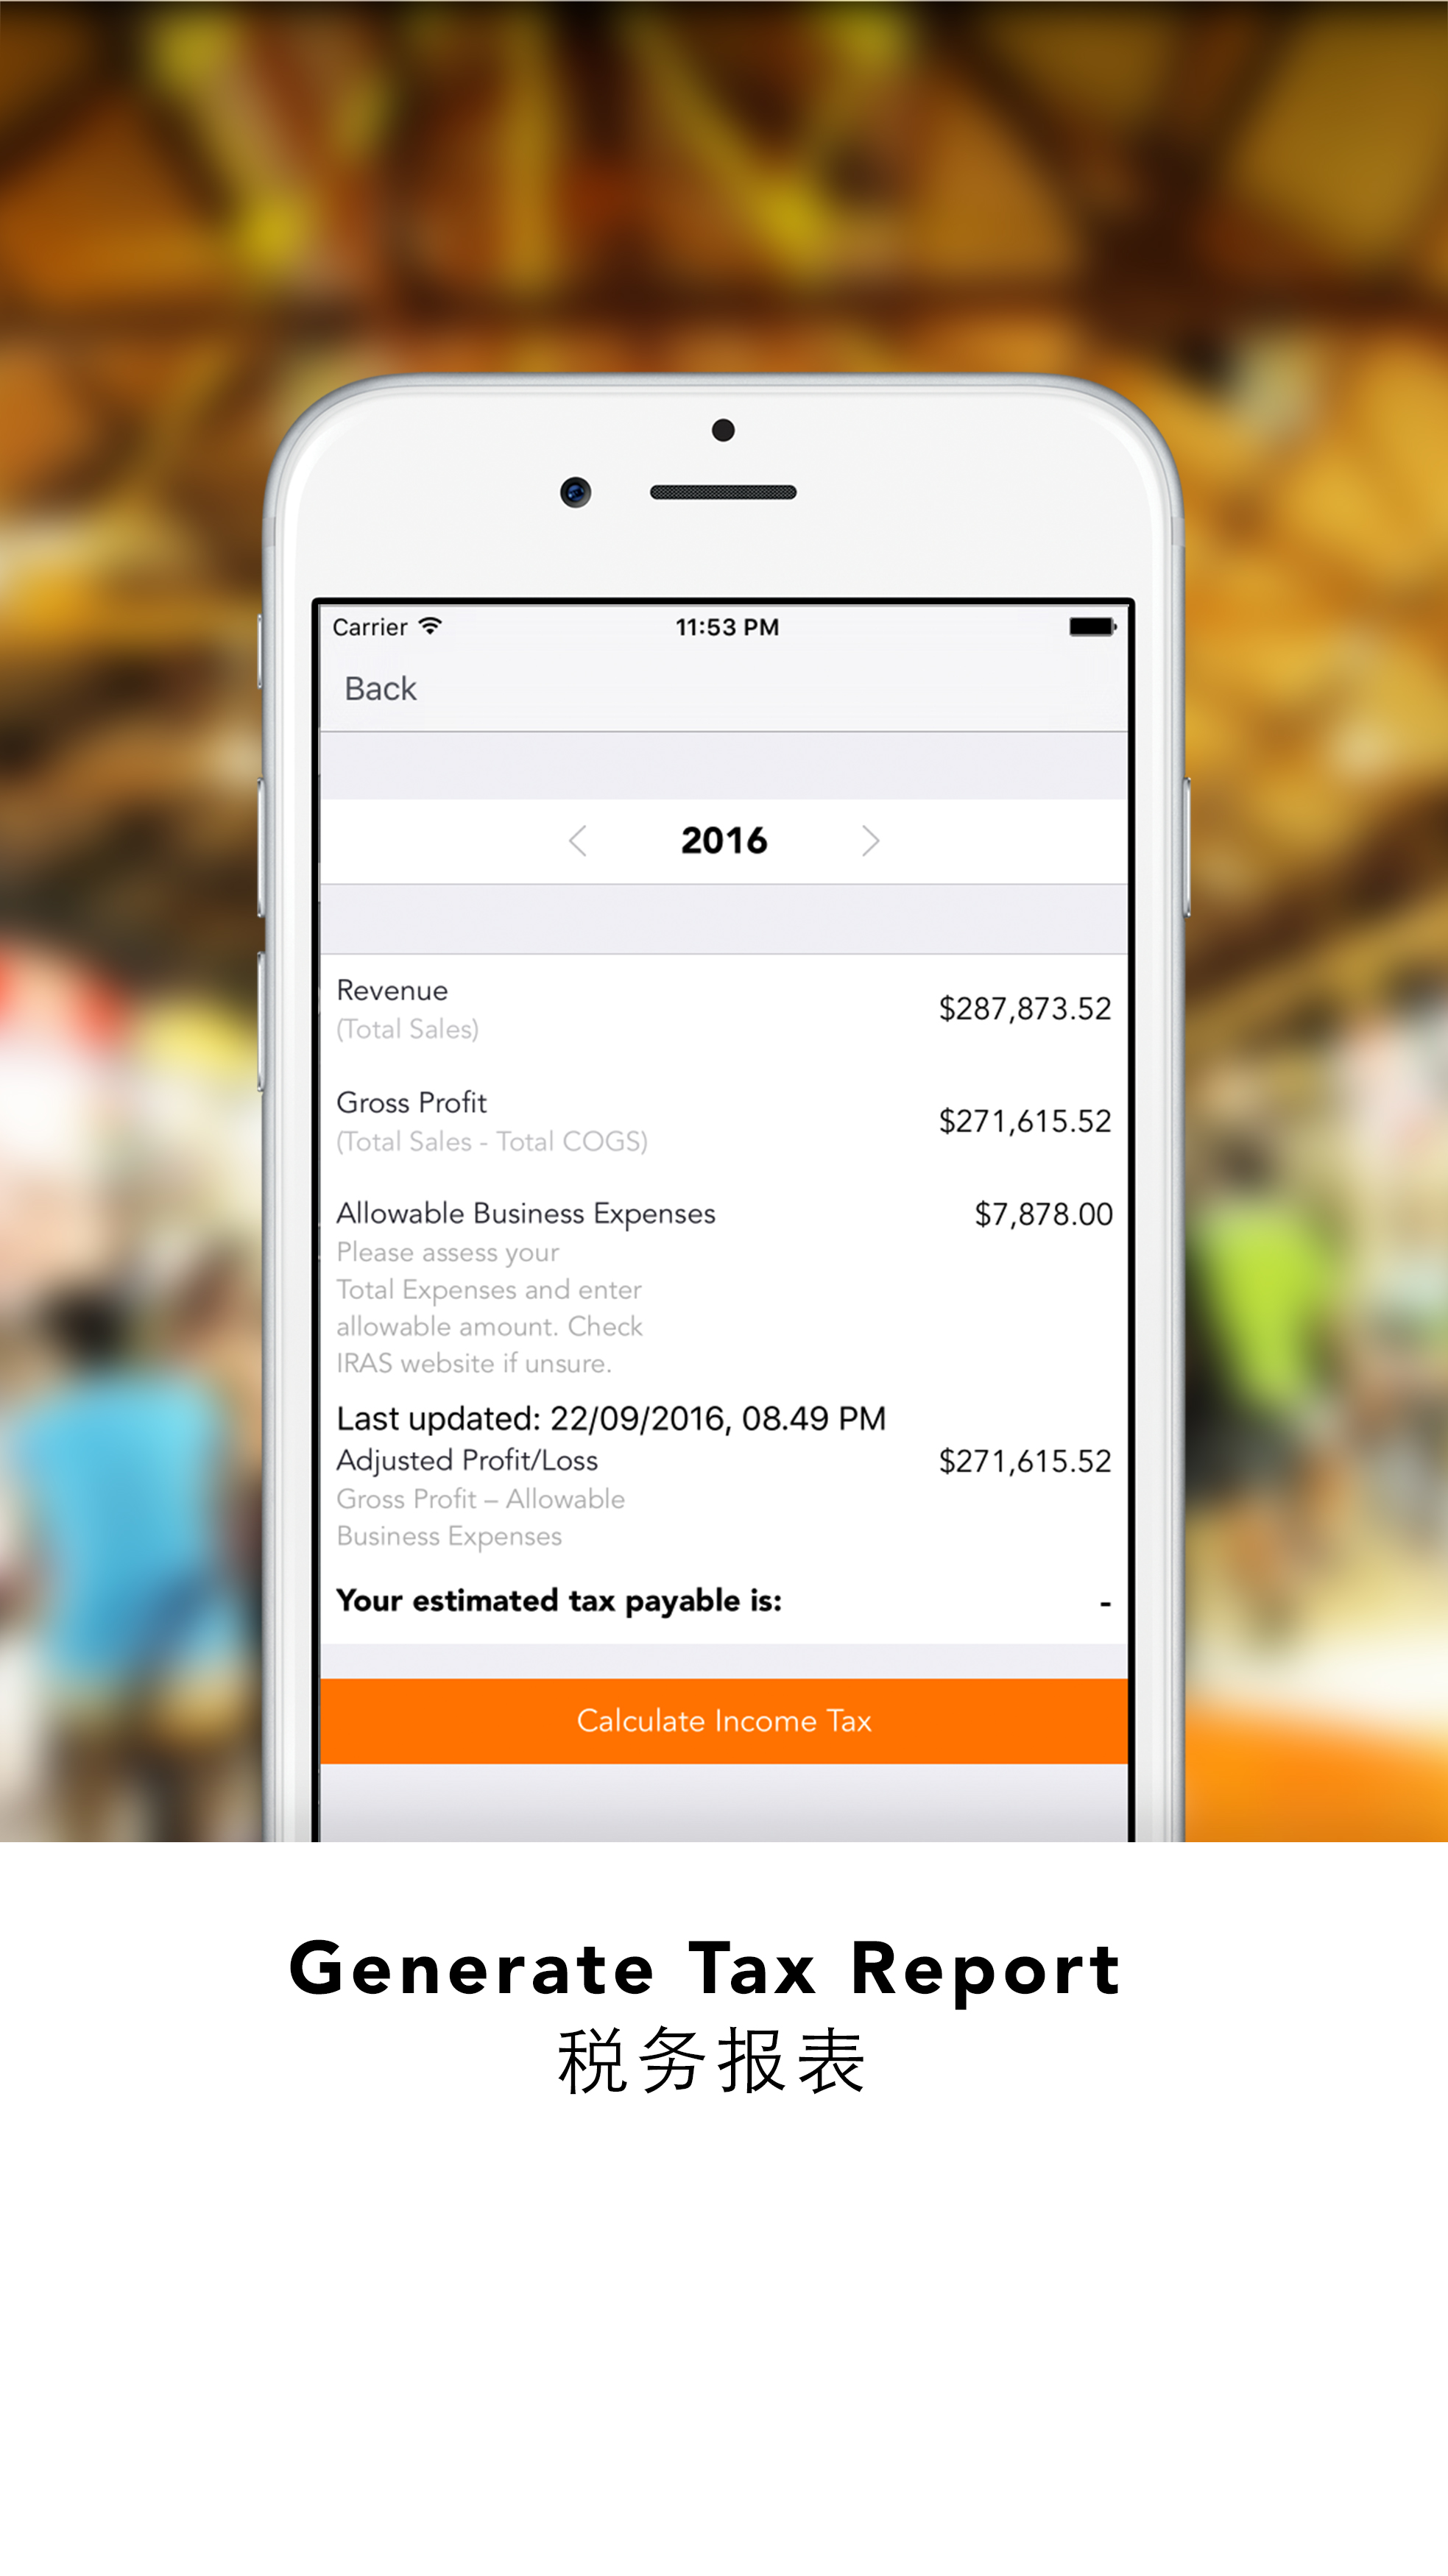 Carrier
11:53 PM
Back
2016
Revenue
(Total Sales)
$287,873.52
Gross Profit
(Total Sales - Total COGS)
$271,615.52
Allowable Business Expenses
$7,878.00
Please assess your
Total Expenses and enter
allowable amount. Check
IRAS website if unsure.
Last updated: 22/09/2016, 08.49 PM
Adjusted Profit/Loss
$271,615.52
Gross Profit – Allowable
Business Expenses
Your estimated tax payable is:
-
Calculate Income Tax
Generate Tax Report
税务报表